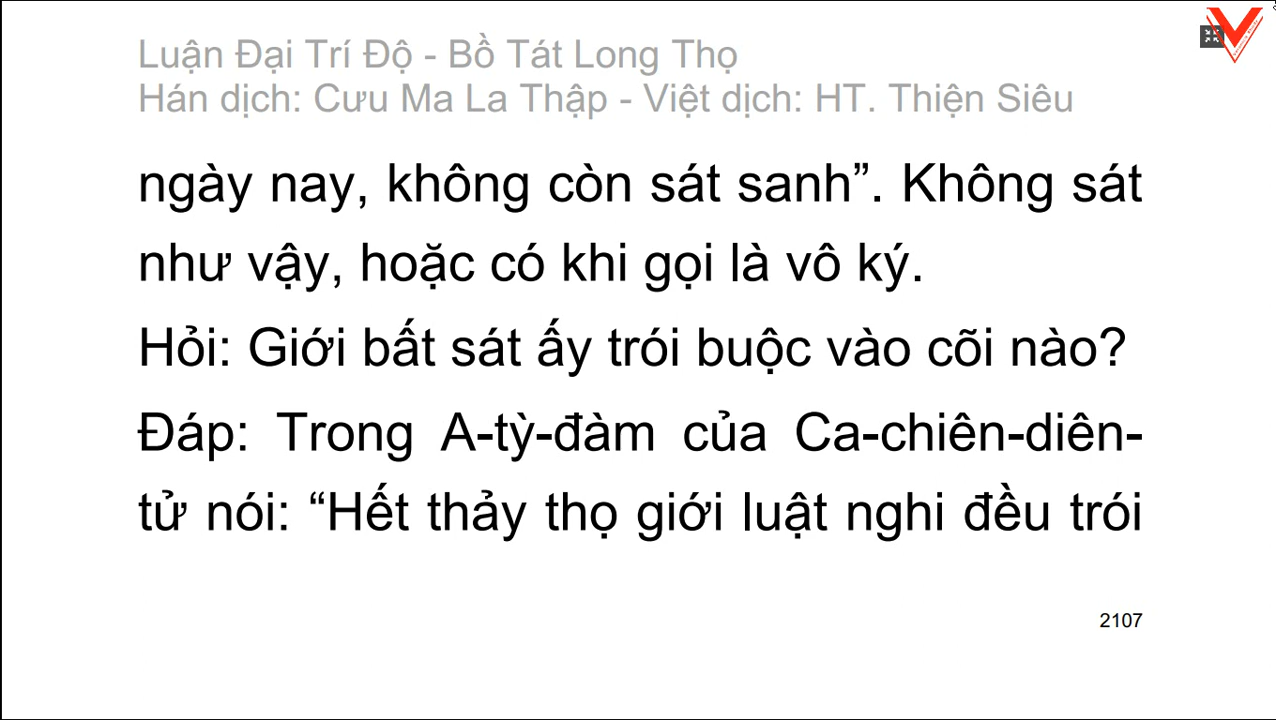 Luận Đại Trí Độ - Bồ Tát Long Thọ
Hán dịch: Cưu Ma La Thập - Việt dịch: HT. Thiện Siêu
ngày nay, không còn sát sanh”. Không sát
như vậy, hoặc có khi gọi là vô ký.
Hỏi: Giới bất sát ấy trói buộc vào cõi nào?
Đáp: Trong A-tỳ-đàm của Ca-chiên-diên-
tử nói: “Hết thảy thọ giới luật nghi đều trói
2107